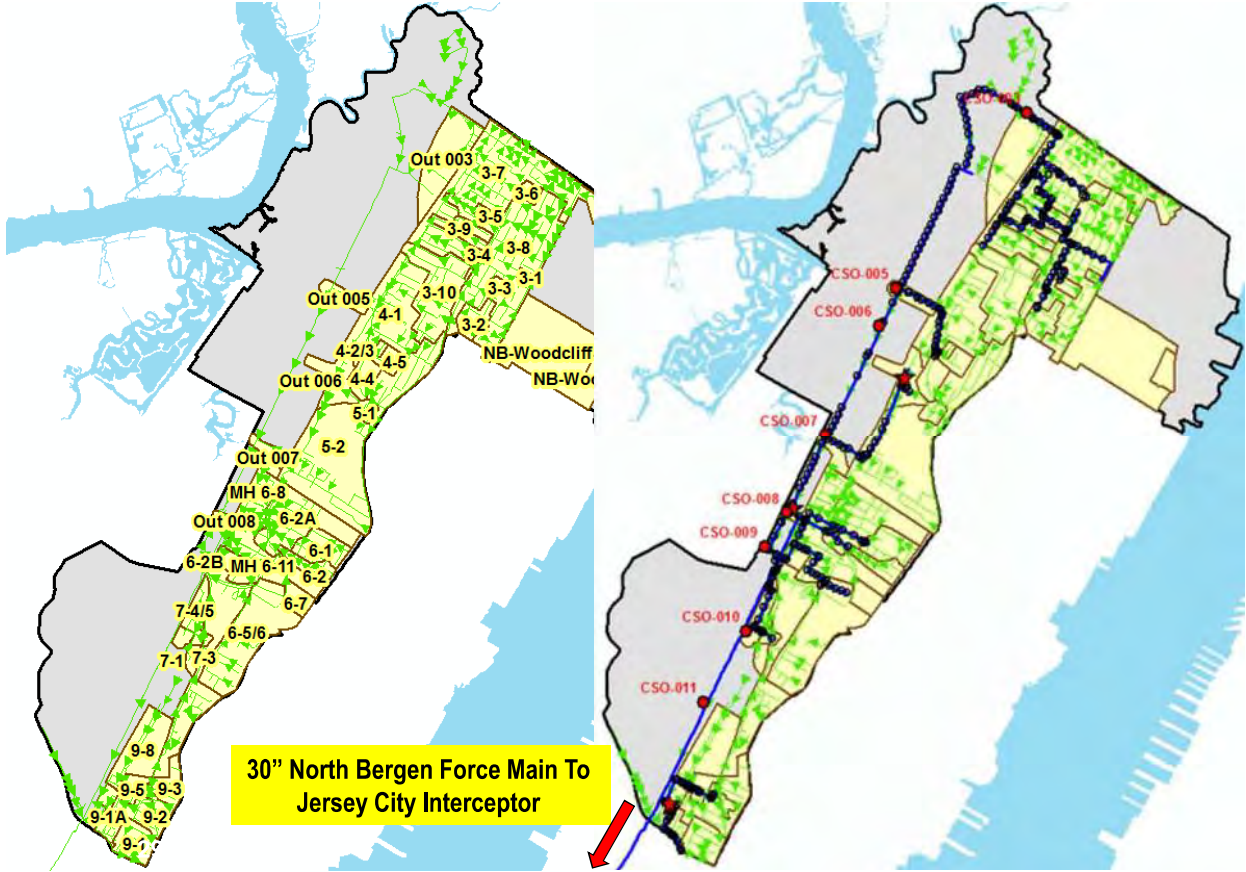 Out 003
3-7
3-6
3-5
3-9
3-8
3-4
3-1
3-3
3-10
Out 005
4-1
3-2
4-2/3
4-5
NB-Woodcliff
NB-Woo
Out 006
4-4
5-1
5-2
Out 007
MH 6-8
6-2A
Out 008
6-1
6-2B
MH 6-11
6-2
6-7
7-4/5
6-5/6
7-1
7-3
9-8
9-5
9-3
9-1A
9-2
9-1
30” North Bergen Force Main To
Jersey City Interceptor
CSO-005
CSO-006
CSO-007
CSO-008
CSO-009
CSO-010
CSO-011